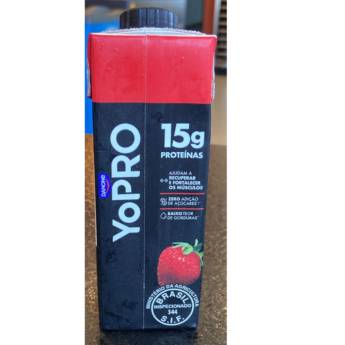 DANONE
YoPRO
15g
PROTEÍNAS
AJUDAM A
RECUPERAR
E FORTALECER
OS MÚSCULOS
ZERO ADIÇÃO
DE AÇÚCARES
BAIXO TEOR
DE GORDURAS
MINISTÉRIO DA AGRICULTURA
BRASIL
INSPECIONADO
344
S.I.F.